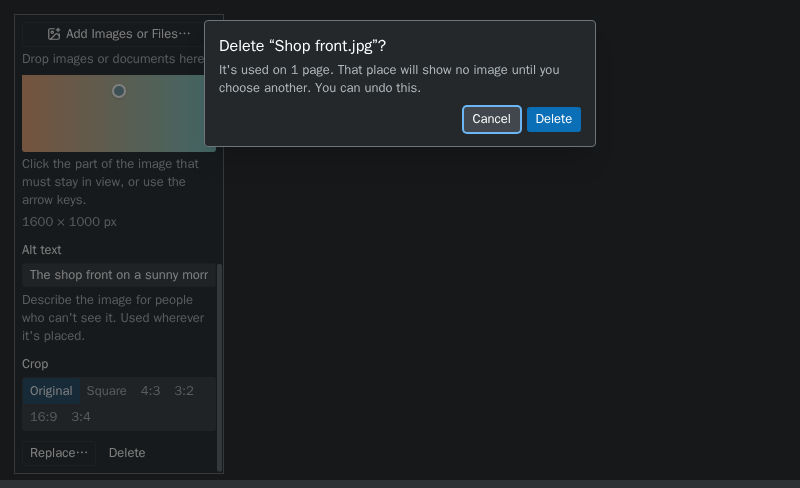 Add Images or Files…
Drop images or documents here
Delete “Shop front.jpg”?
It's used on 1 page. That place will show no image until you
choose another. You can undo this.
Cancel
Delete
Click the part of the image that
must stay in view, or use the
arrow keys.
1600 × 1000 px
Alt text
The shop front on a sunny morr
Describe the image for people
who can't see it. Used wherever
it's placed.
Crop
Original Square 4:3 3:2
16:9 3:4
Replace… Delete